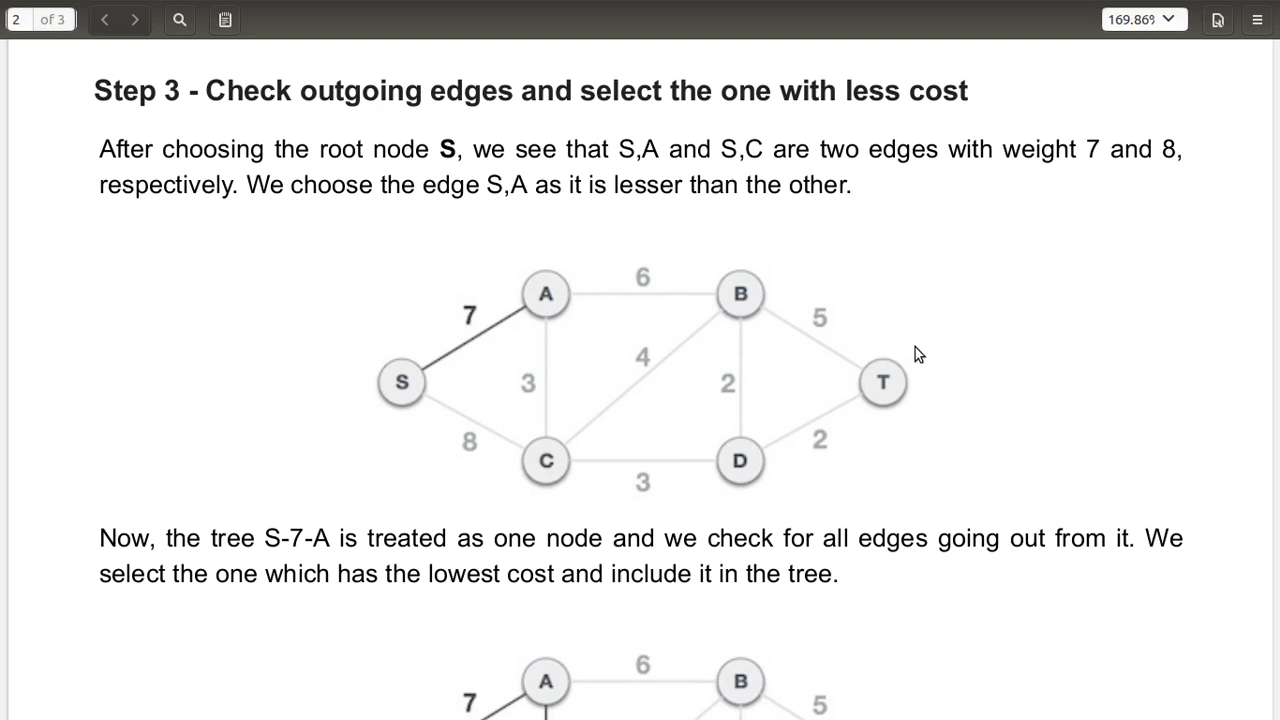 2 of 3
169.86%
Step 3 - Check outgoing edges and select the one with less cost
After choosing the root node S, we see that S,A and S,C are two edges with weight 7 and 8,
respectively. We choose the edge S,A as it is lesser than the other.
6
A B
7 5
4
S 3 2 T
8 2
C D
3
Now, the tree S-7-A is treated as one node and we check for all edges going out from it. We
select the one which has the lowest cost and include it in the tree.
6
A B
7 5